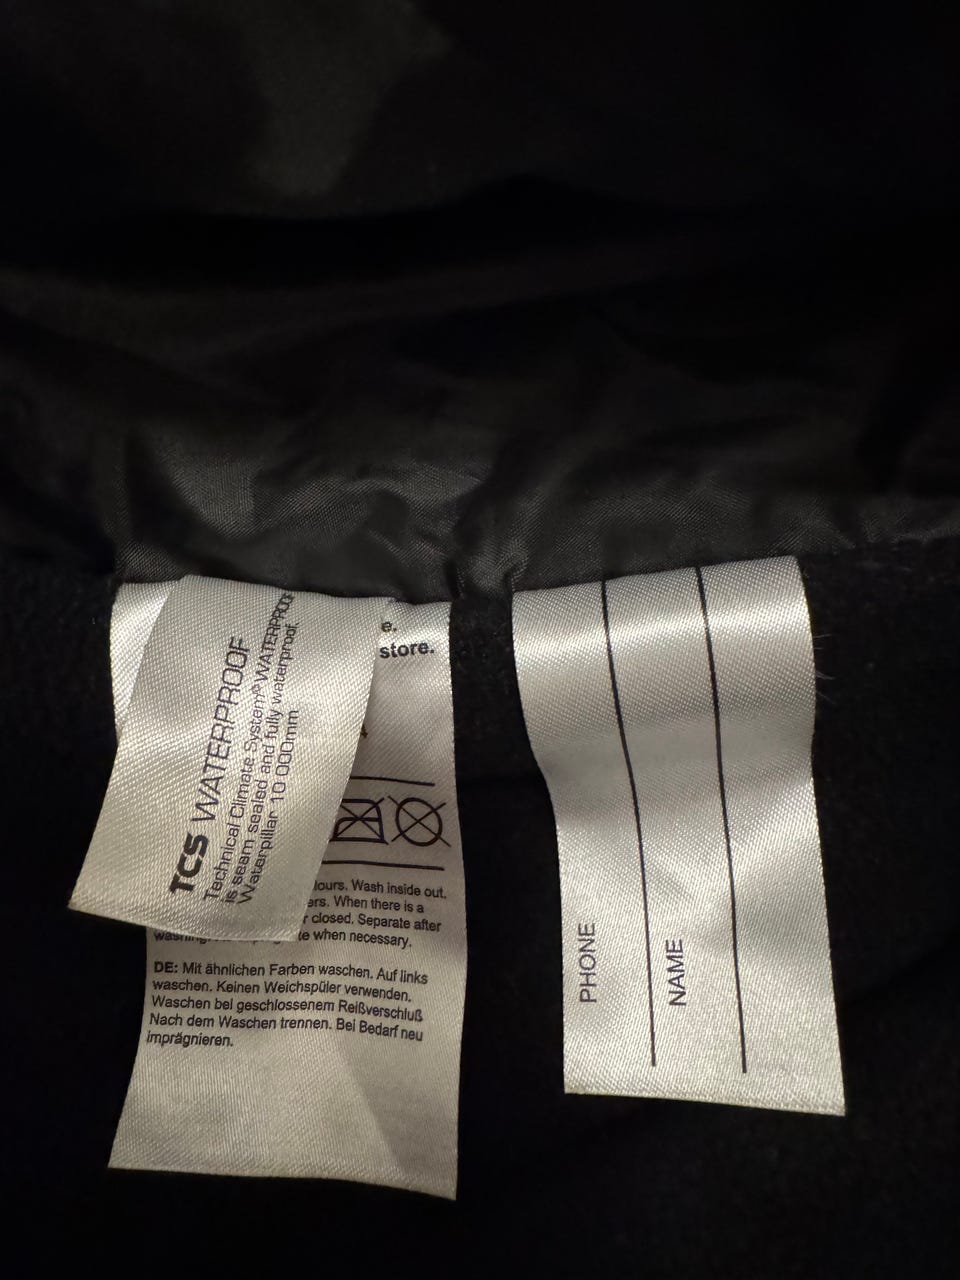 TCS WATERPROOF
Technical Climate System® WATERPROOF
is seam sealed and fully waterproof.
Waterpillar 10 000mm
e.
store.
lours. Wash inside out.
ers. When there is a
closed. Separate after
washing. te when necessary.
DE: Mit ähnlichen Farben waschen. Auf links
waschen. Keinen Weichspüler verwenden.
Waschen bei geschlossenem Reißverschluß
Nach dem Waschen trennen. Bei Bedarf neu
imprägnieren.
PHONE
NAME